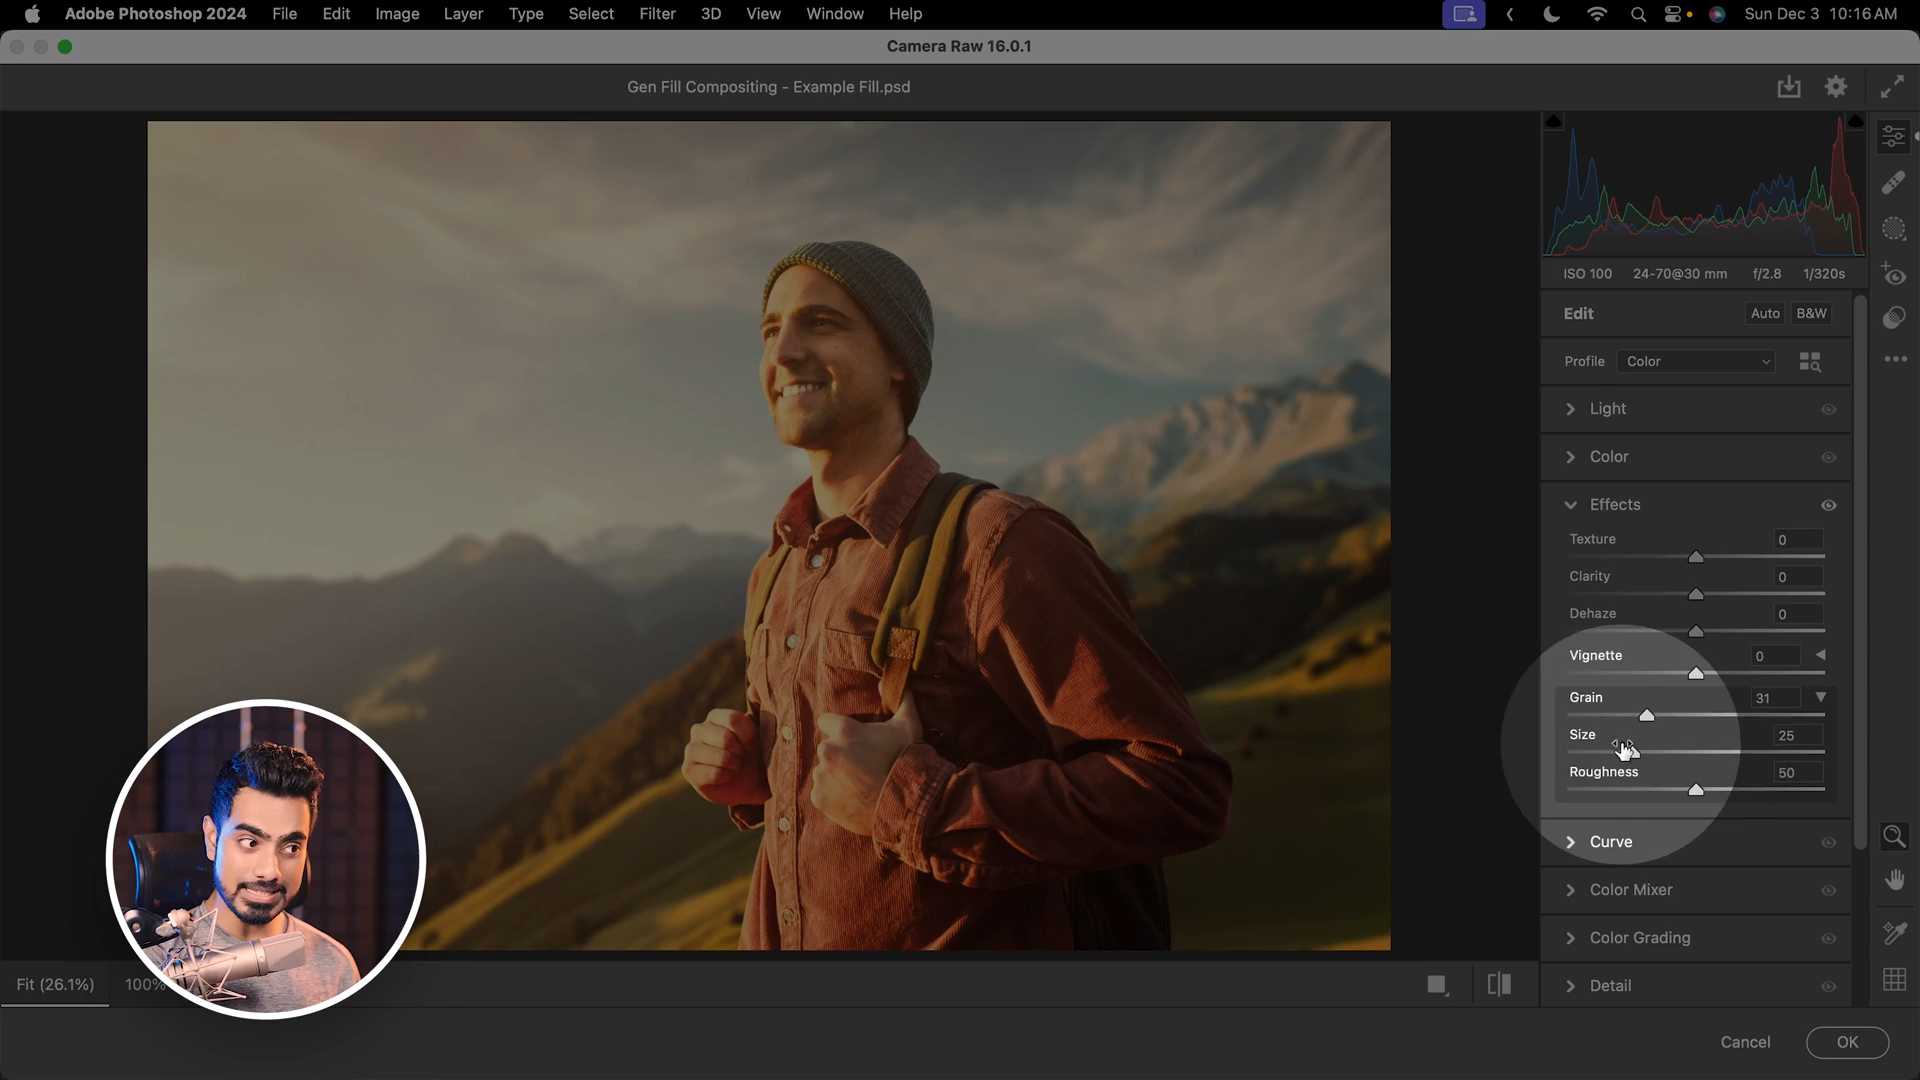 Adobe Photoshop 2024 File Edit Image Layer Type Select Filter 3D View Window Help Sun Dec 3 10:16 AM
Camera Raw 16.0.1
Gen Fill Compositing - Example Fill.psd
ISO 100 24-70@30 mm f/2.8 1/320s
Edit Auto B&W
Profile Color
Light
Color
Effects
Texture 0
Clarity 0
Dehaze 0
Vignette 0
Grain 31
Size 25
Roughness 50
Curve
Color Mixer
Color Grading
Detail
Fit (26.1%) 100%
Cancel OK